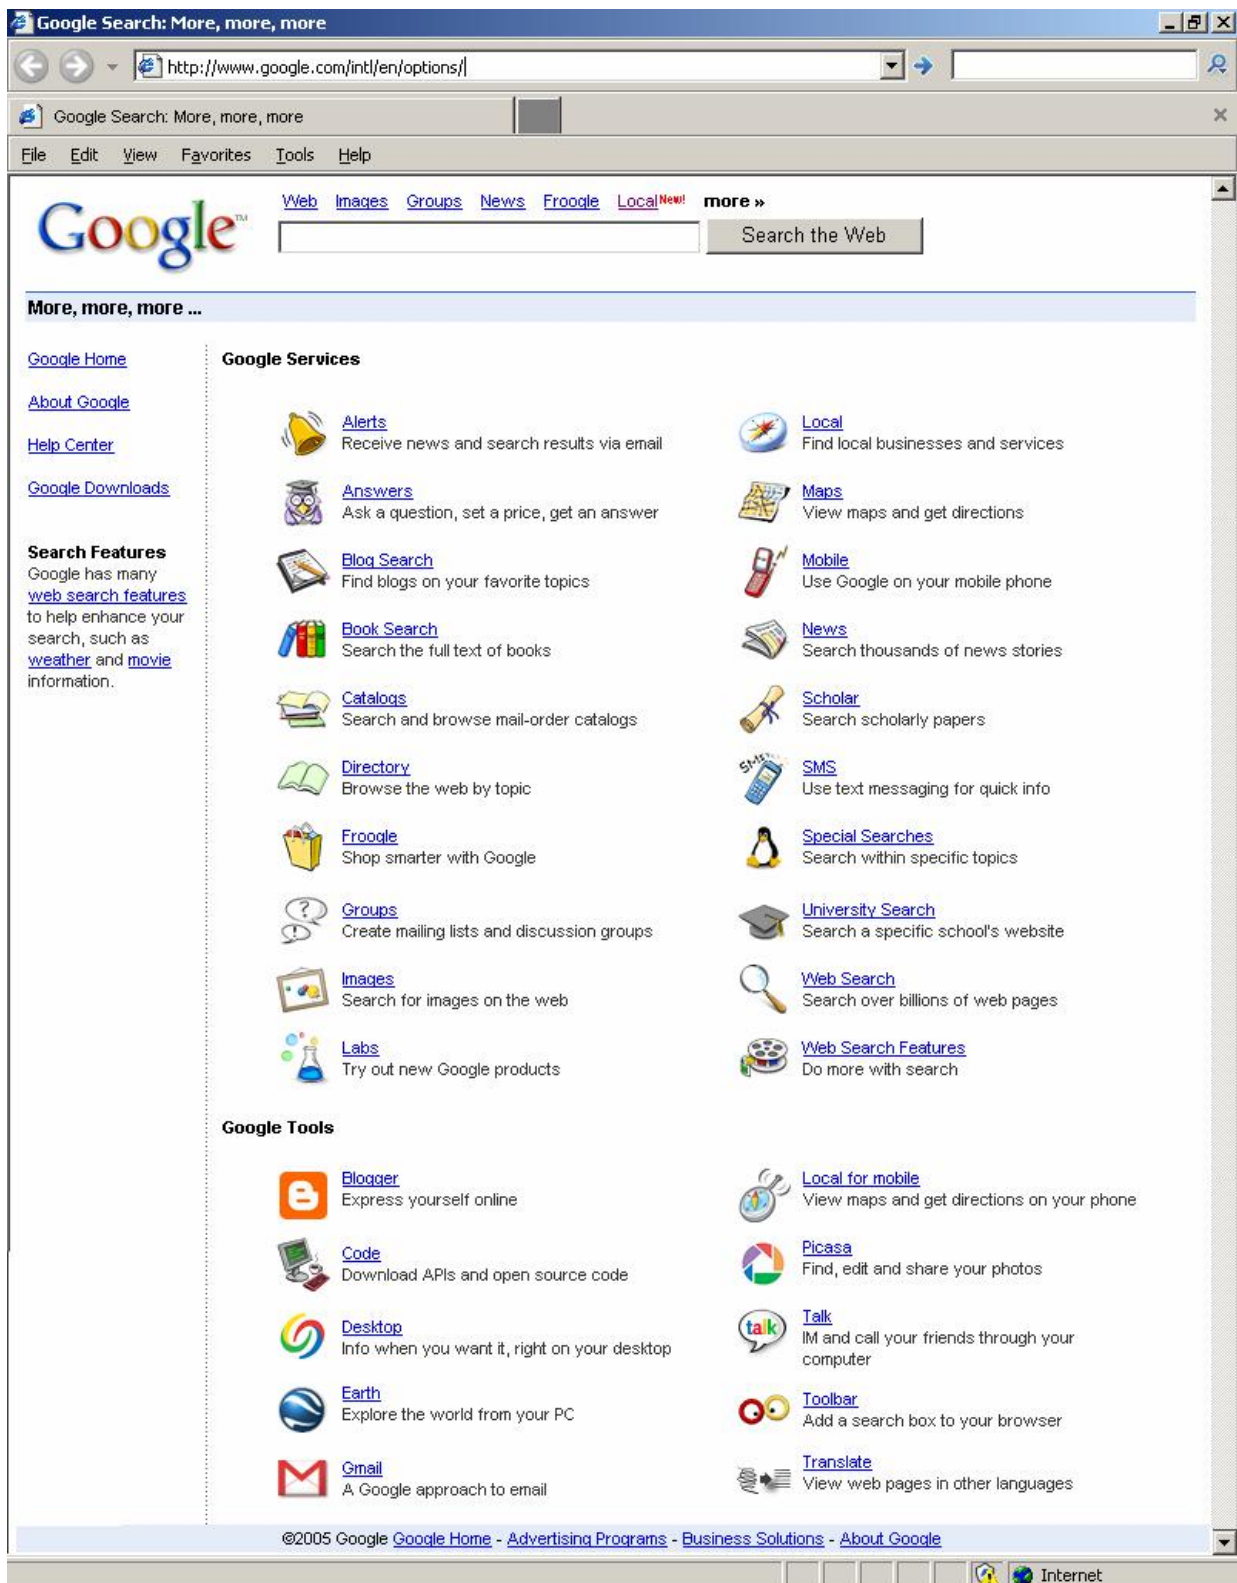 Google Search: More, more, more
http://www.google.com/intl/en/options/
Google Search: More, more, more
File Edit View Favorites Tools Help
Google™
Web Images Groups News Froogle Local New! more »
Search the Web
More, more, more ...
Google Home
About Google
Help Center
Google Downloads
Search Features
Google has many
web search features
to help enhance your
search, such as
weather and movie
information.
Google Services
Alerts
Receive news and search results via email
Answers
Ask a question, set a price, get an answer
Blog Search
Find blogs on your favorite topics
Book Search
Search the full text of books
Catalogs
Search and browse mail-order catalogs
Directory
Browse the web by topic
Froogle
Shop smarter with Google
Groups
Create mailing lists and discussion groups
Images
Search for images on the web
Labs
Try out new Google products
Local
Find local businesses and services
Maps
View maps and get directions
Mobile
Use Google on your mobile phone
News
Search thousands of news stories
Scholar
Search scholarly papers
SMS
SMS
Use text messaging for quick info
Special Searches
Search within specific topics
University Search
Search a specific school's website
Web Search
Search over billions of web pages
Web Search Features
Do more with search
Google Tools
Blogger
Express yourself online
Code
Download APIs and open source code
Desktop
Info when you want it, right on your desktop
Earth
Explore the world from your PC
Gmail
A Google approach to email
Local for mobile
View maps and get directions on your phone
Picasa
Find, edit and share your photos
talk
Talk
IM and call your friends through your
computer
Toolbar
Add a search box to your browser
Translate
View web pages in other languages
©2005 Google Google Home - Advertising Programs - Business Solutions - About Google
Internet